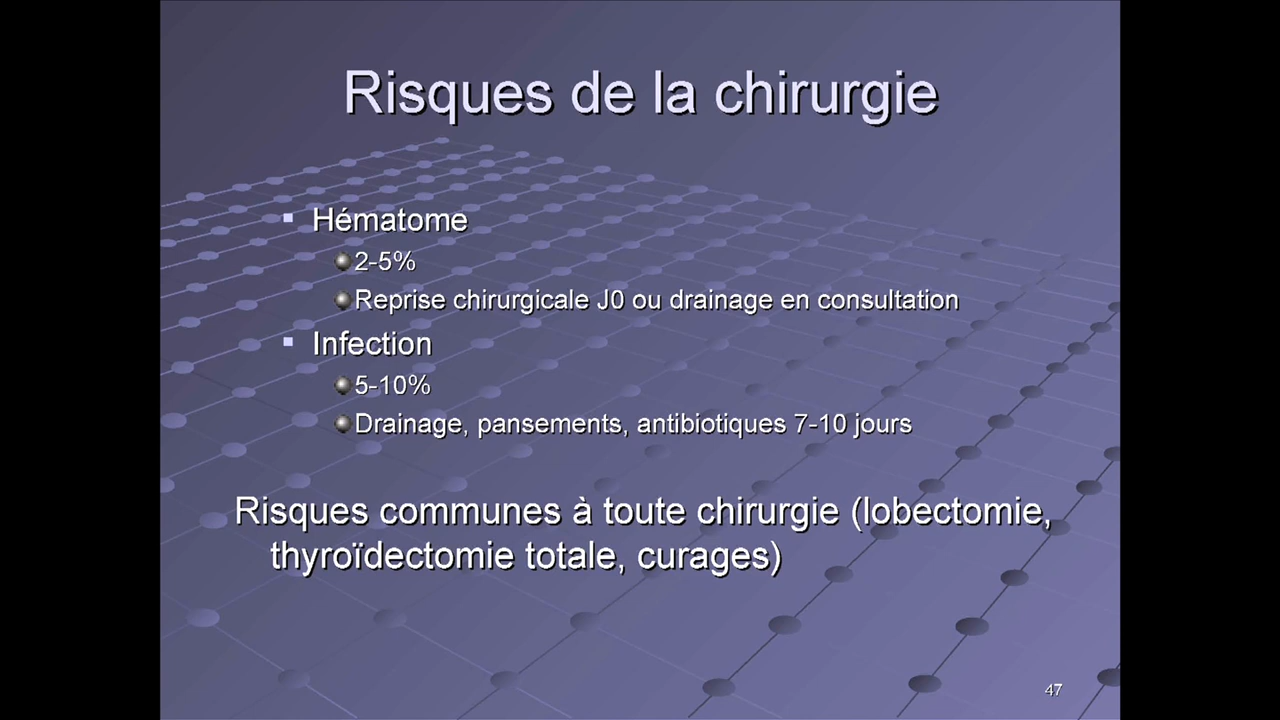 Risques de la chirurgie
Hématome
2-5%
Reprise chirurgicale J0 ou drainage en consultation
Infection
5-10%
Drainage, pansements, antibiotiques 7-10 jours
Risques communes à toute chirurgie (lobectomie,
thyroïdectomie totale, curages)
47